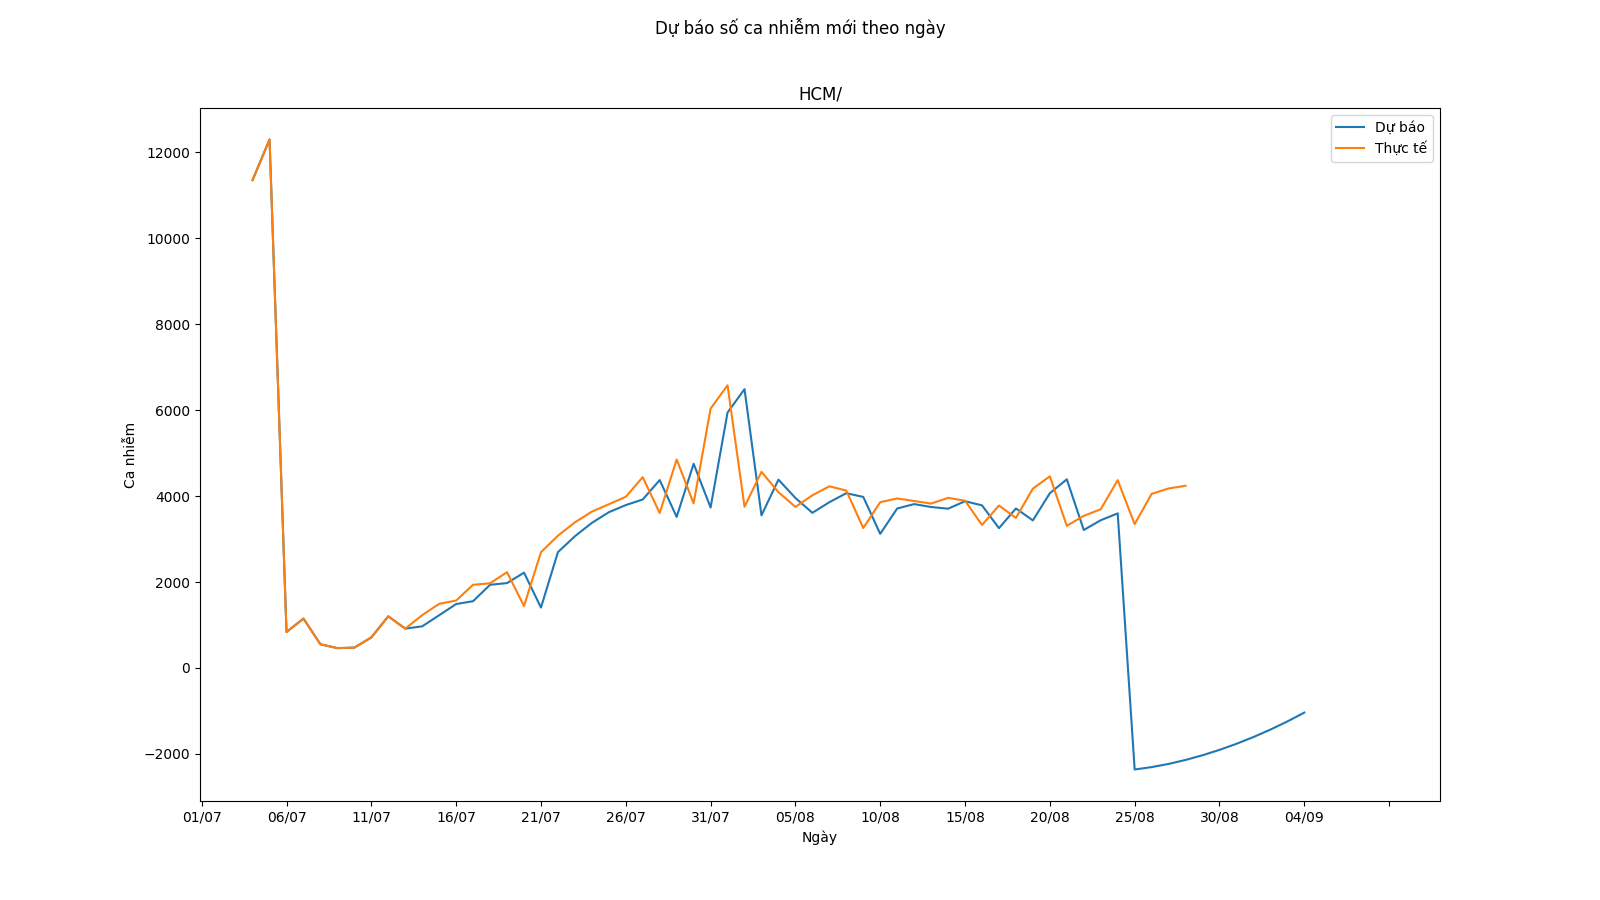 Dự báo số ca nhiễm mới theo ngày
HCM/
Dự báo
Thực tế
12000
10000
8000
6000
4000
2000
0
−2000
Ca nhiễm
01/07 06/07 11/07 16/07 21/07 26/07 31/07 05/08 10/08 15/08 20/08 25/08 30/08 04/09
Ngày